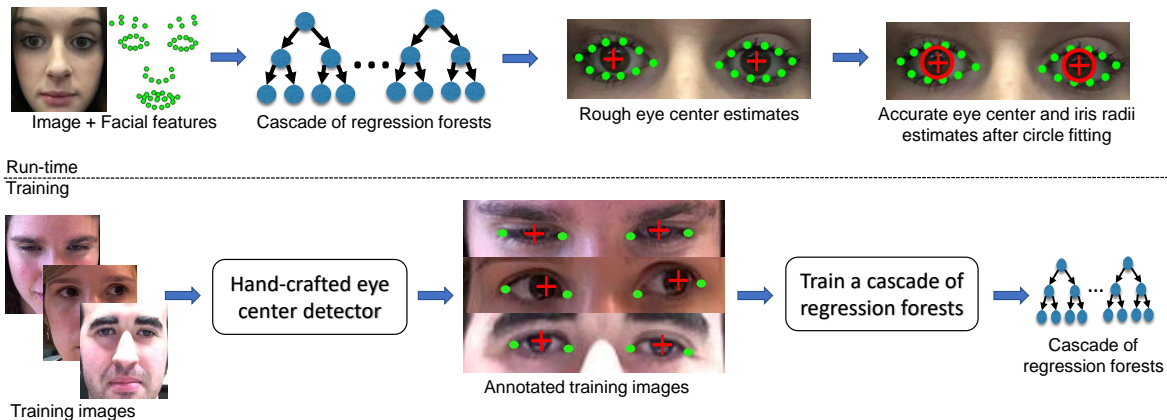 Image + Facial features
Cascade of regression forests
Rough eye center estimates
Accurate eye center and iris radii
estimates after circle fitting
Run-time
Training
Hand-crafted eye
center detector
Train a cascade of
regression forests
Training images
Annotated training images
Cascade of
regression forests